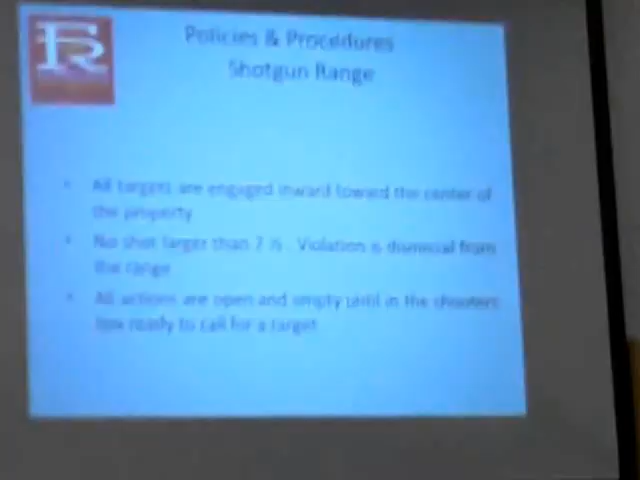 Policies & Procedures
Shotgun Range
• All targets are engaged inward toward the center of
the property
• No shot larger than 7 ½ . Violation is dismissal from
the range
• All actions are open and empty until in the shooters
box ready to call for a target